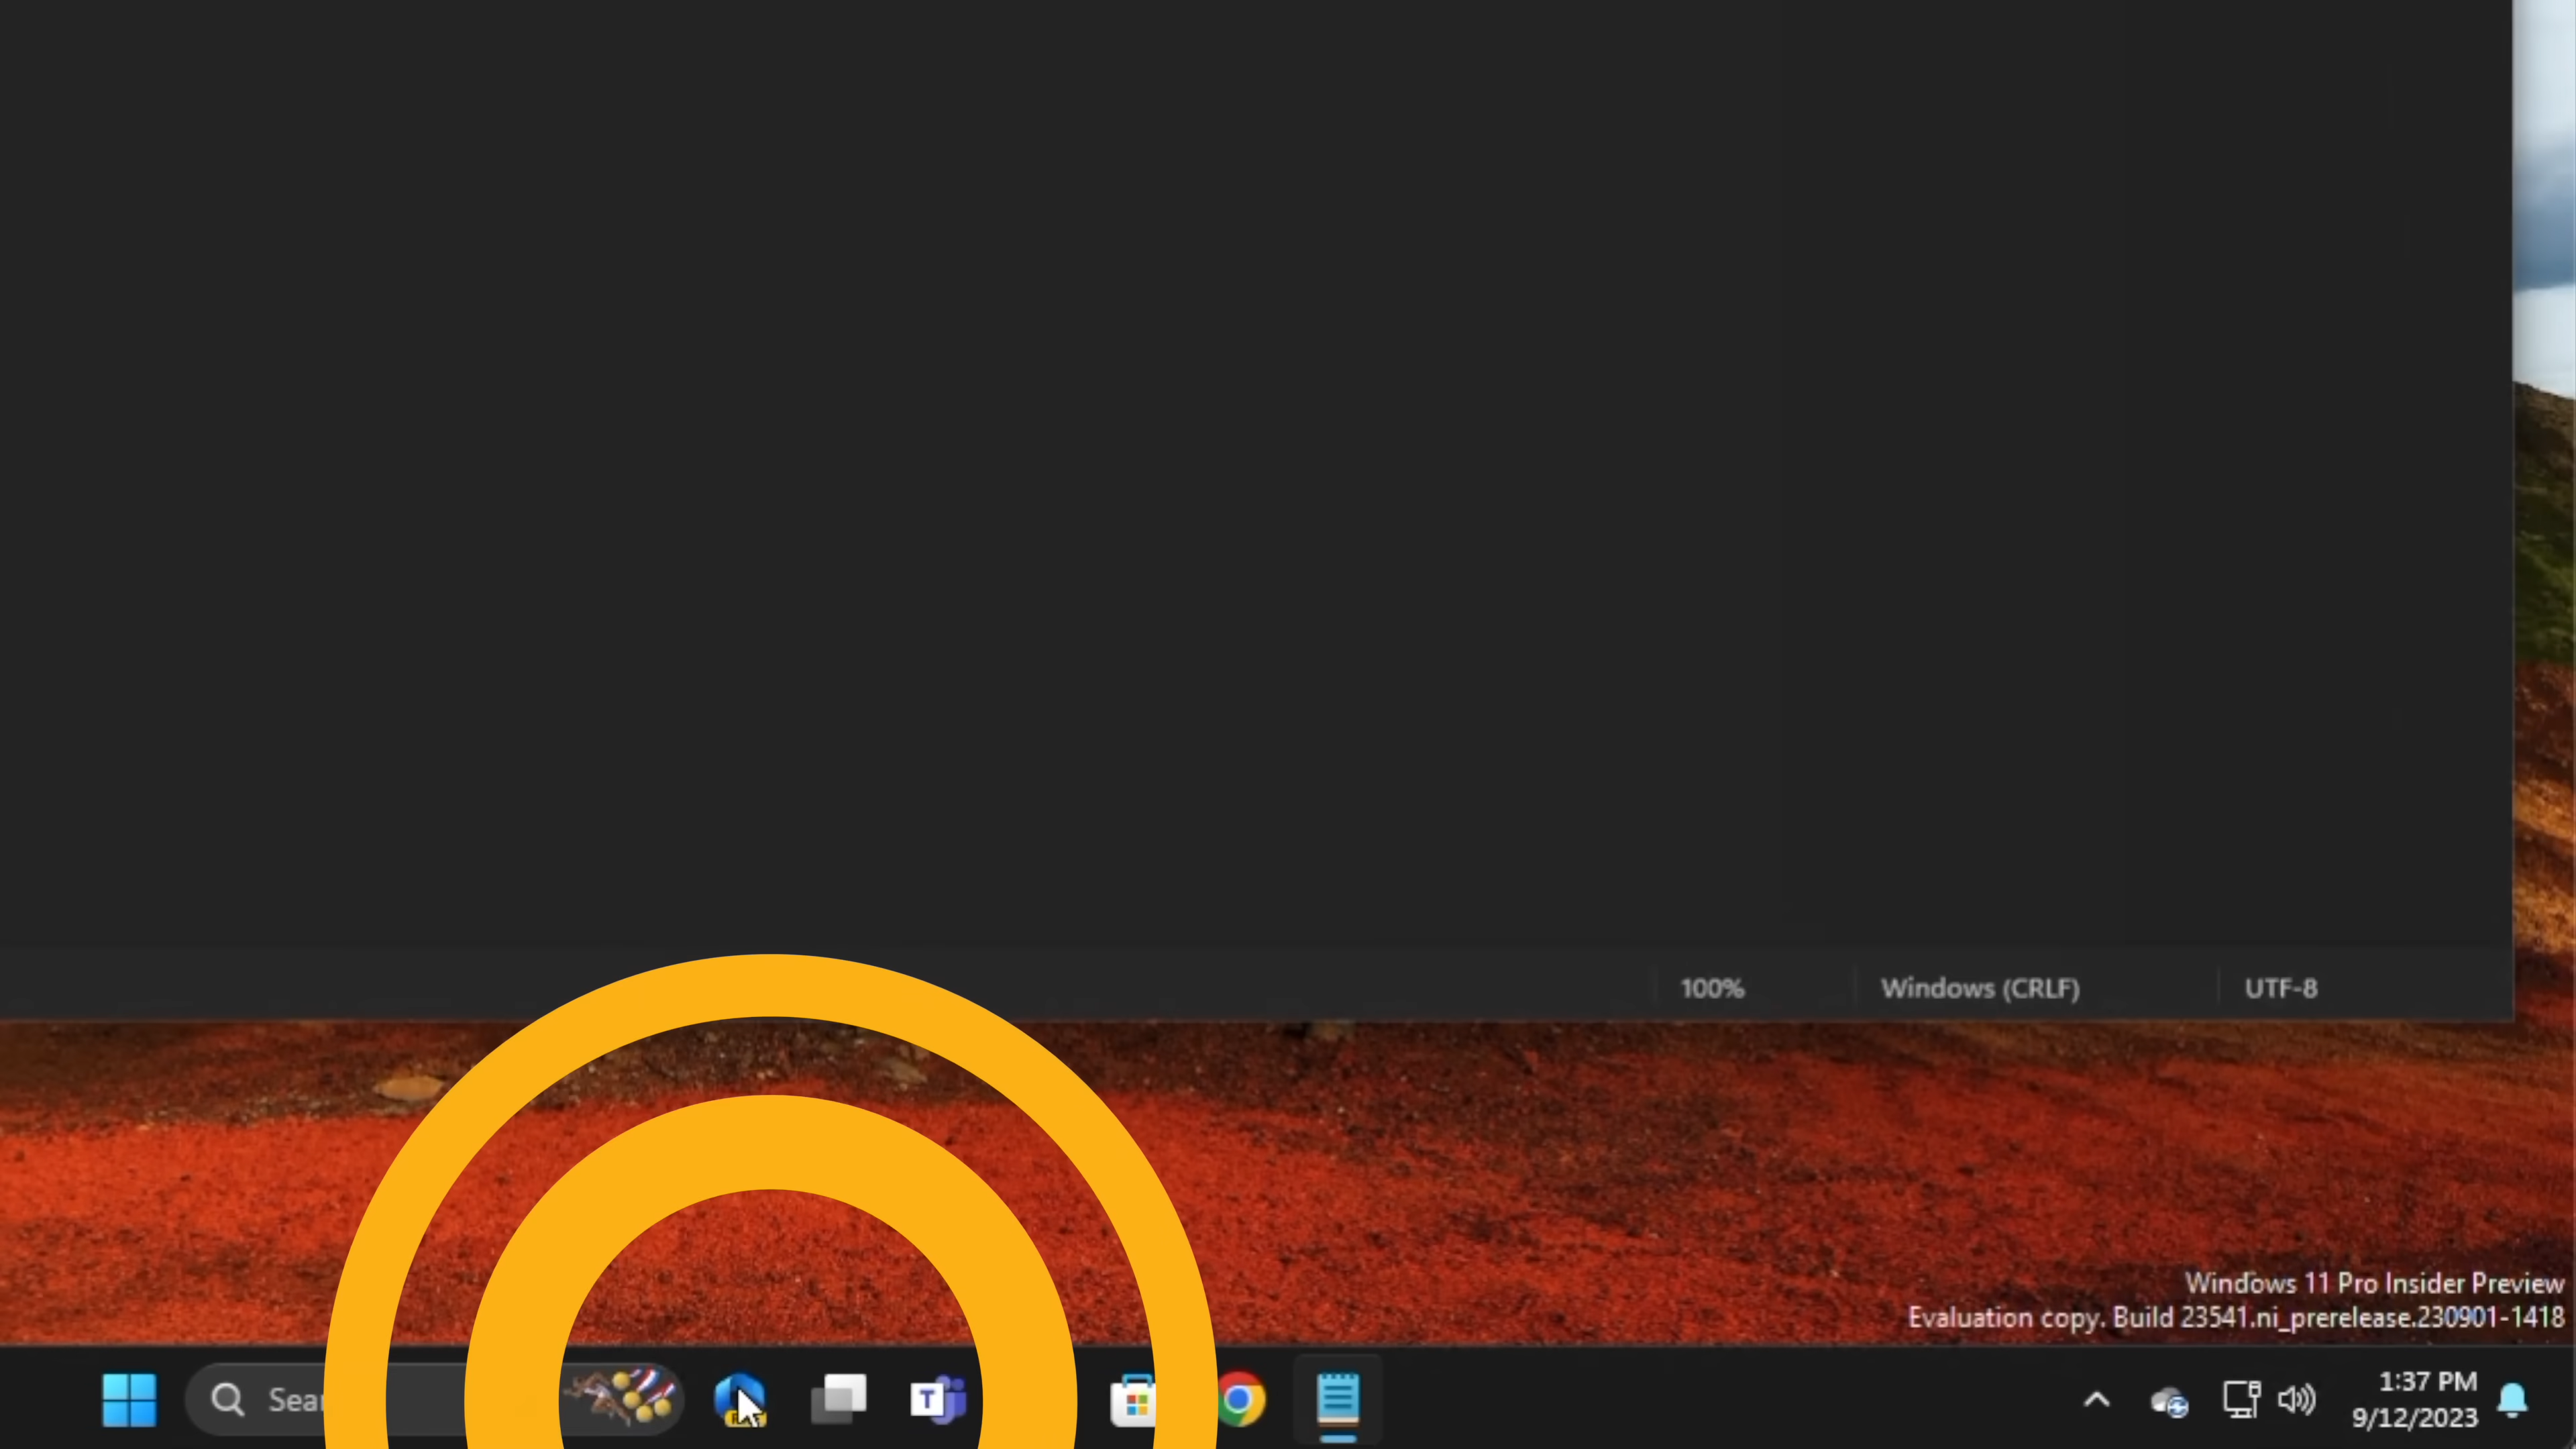 100%
Windows (CRLF)
UTF-8
Windows 11 Pro Insider Preview
Evaluation copy. Build 23541.ni_prerelease.230901-1418
Sear
T
1:37 PM
9/12/2023